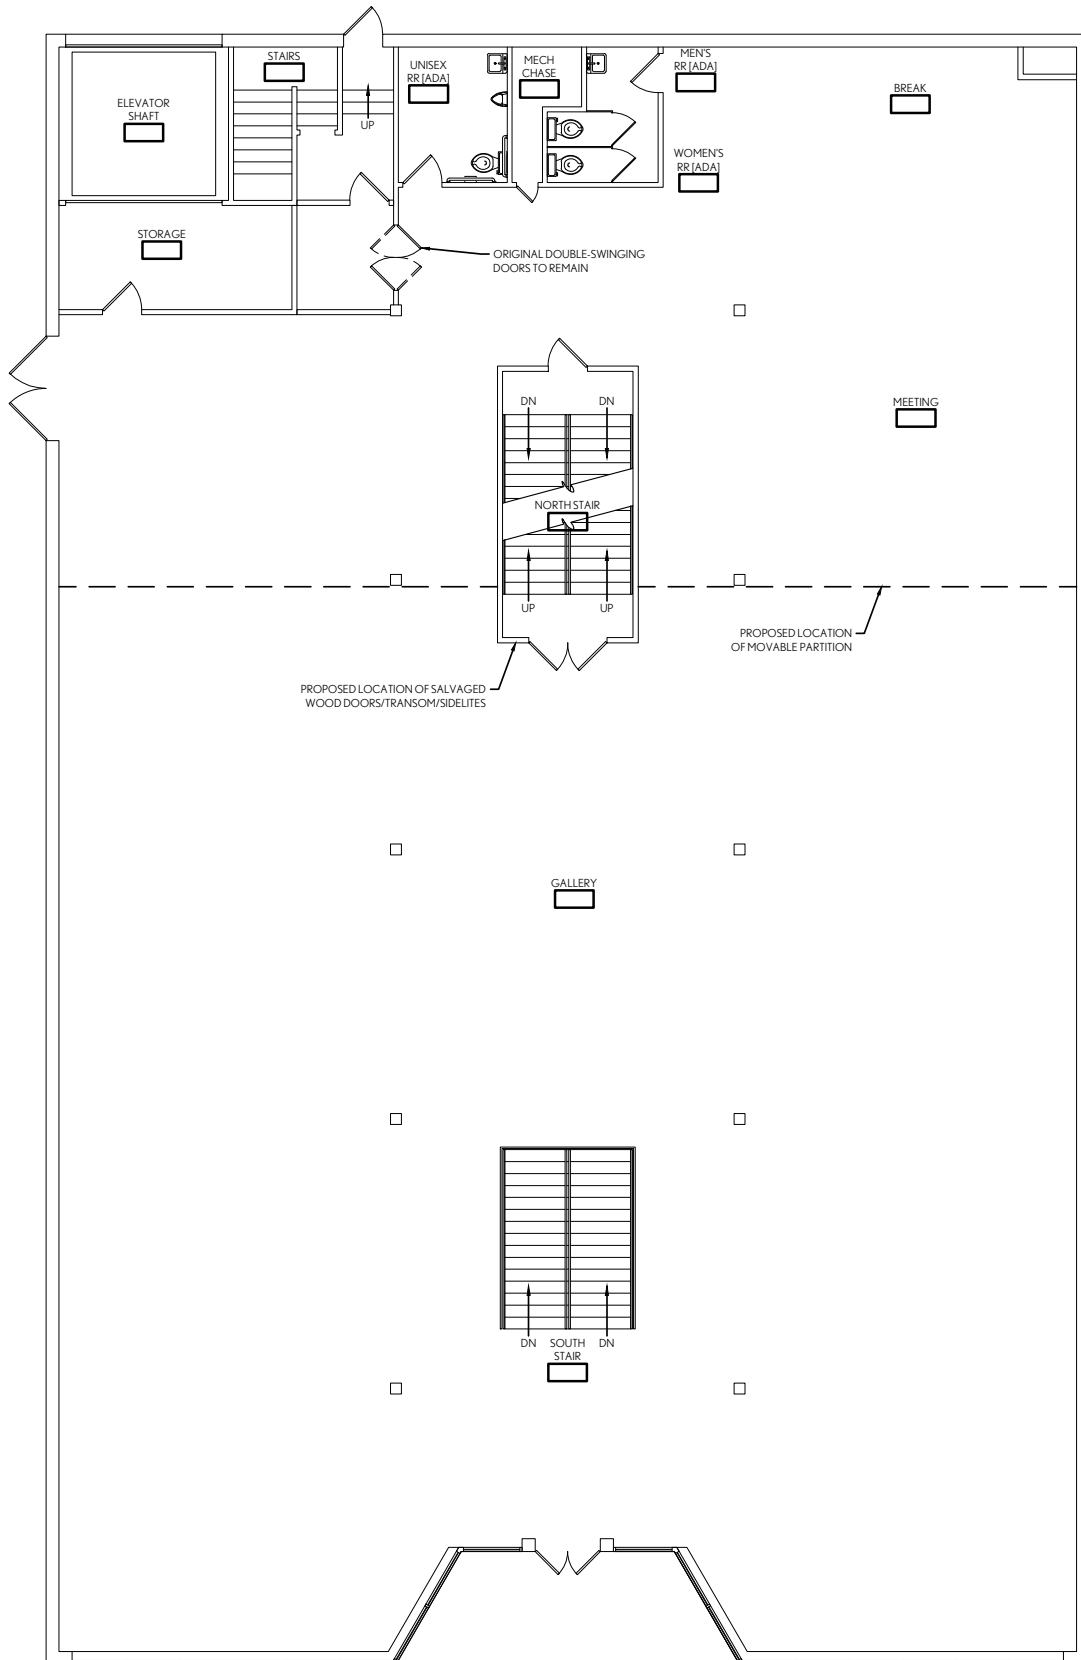 STAIRS
UNISEX
RR [ADA]
MECH
CHASE
MEN'S
RR [ADA]
BREAK
ELEVATOR
SHAFT
UP
WOMEN'S
RR [ADA]
STORAGE
ORIGINAL DOUBLE-SWINGING
DOORS TO REMAIN
DN
DN
MEETING
NORTH STAIR
UP
UP
PROPOSED LOCATION
OF MOVABLE PARTITION
PROPOSED LOCATION OF SALVAGED
WOOD DOORS/TRANSOM/SIDELITES
GALLERY
DN
SOUTH
STAIR
DN